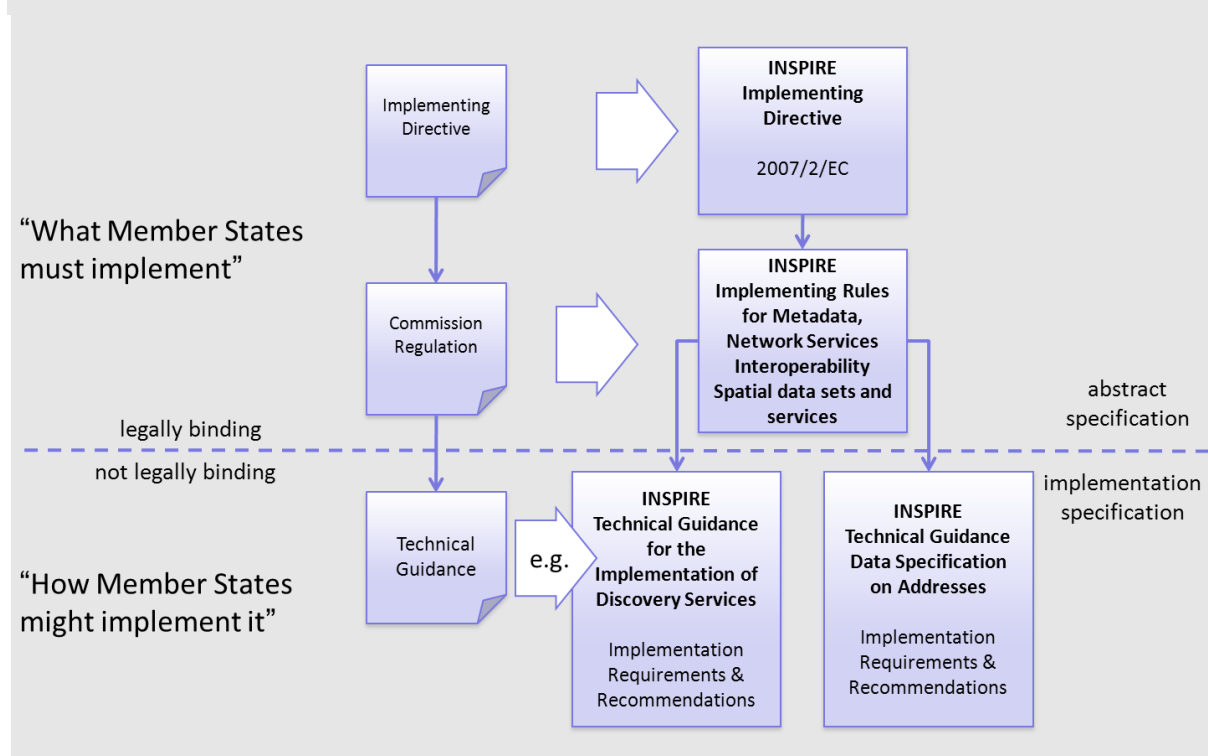 Implementing
Directive
INSPIRE
Implementing
Directive
2007/2/EC
“What Member States
must implement”
Commission
Regulation
INSPIRE
Implementing Rules
for Metadata,
Network Services
Interoperability
Spatial data sets and
services
abstract
specification
legally binding
not legally binding
implementation
specification
“How Member States
might implement it”
Technical
Guidance
e.g.
INSPIRE
Technical Guidance
for the
Implementation of
Discovery Services
Implementation
Requirements &
Recommendations
INSPIRE
Technical Guidance
Data Specification
on Addresses
Implementation
Requirements &
Recommendations